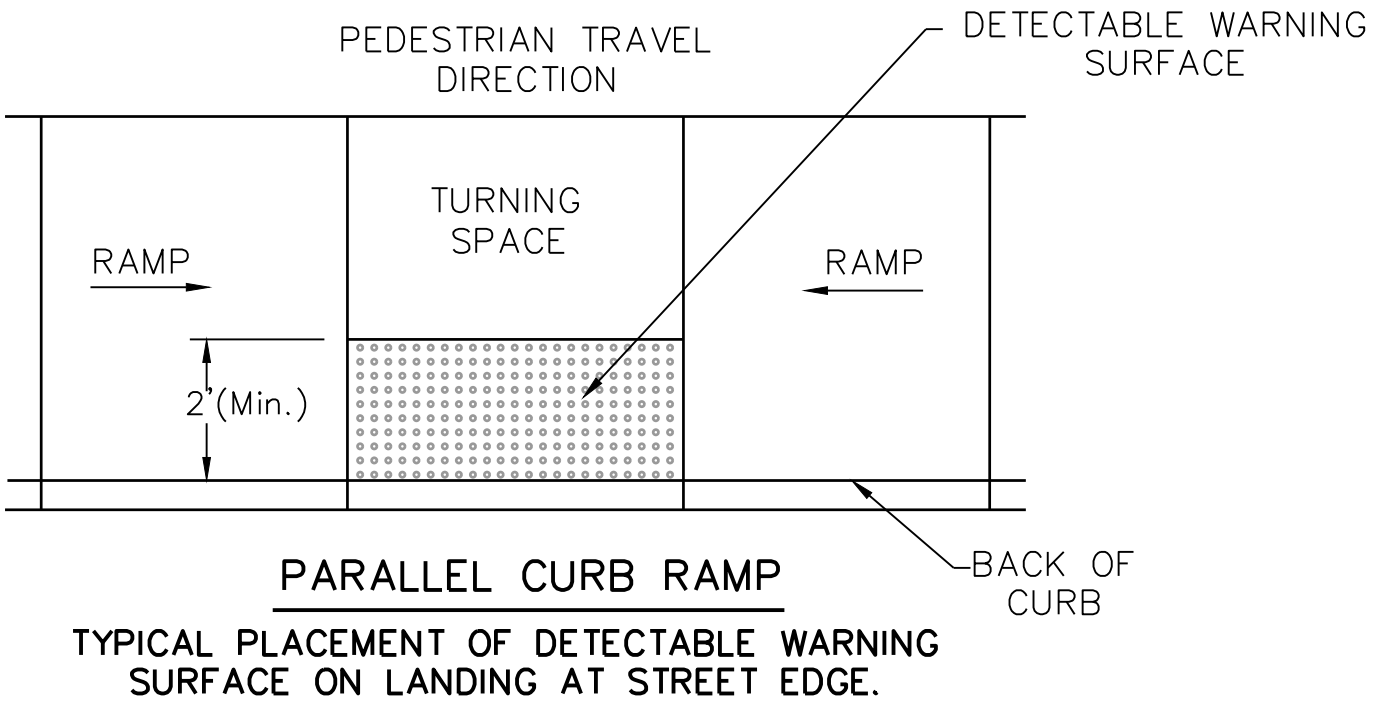 PEDESTRIAN TRAVEL
DIRECTION
DETECTABLE WARNING
SURFACE
TURNING
SPACE
RAMP
RAMP
2'(Min.)
BACK OF
CURB
PARALLEL CURB RAMP
TYPICAL PLACEMENT OF DETECTABLE WARNING
SURFACE ON LANDING AT STREET EDGE.